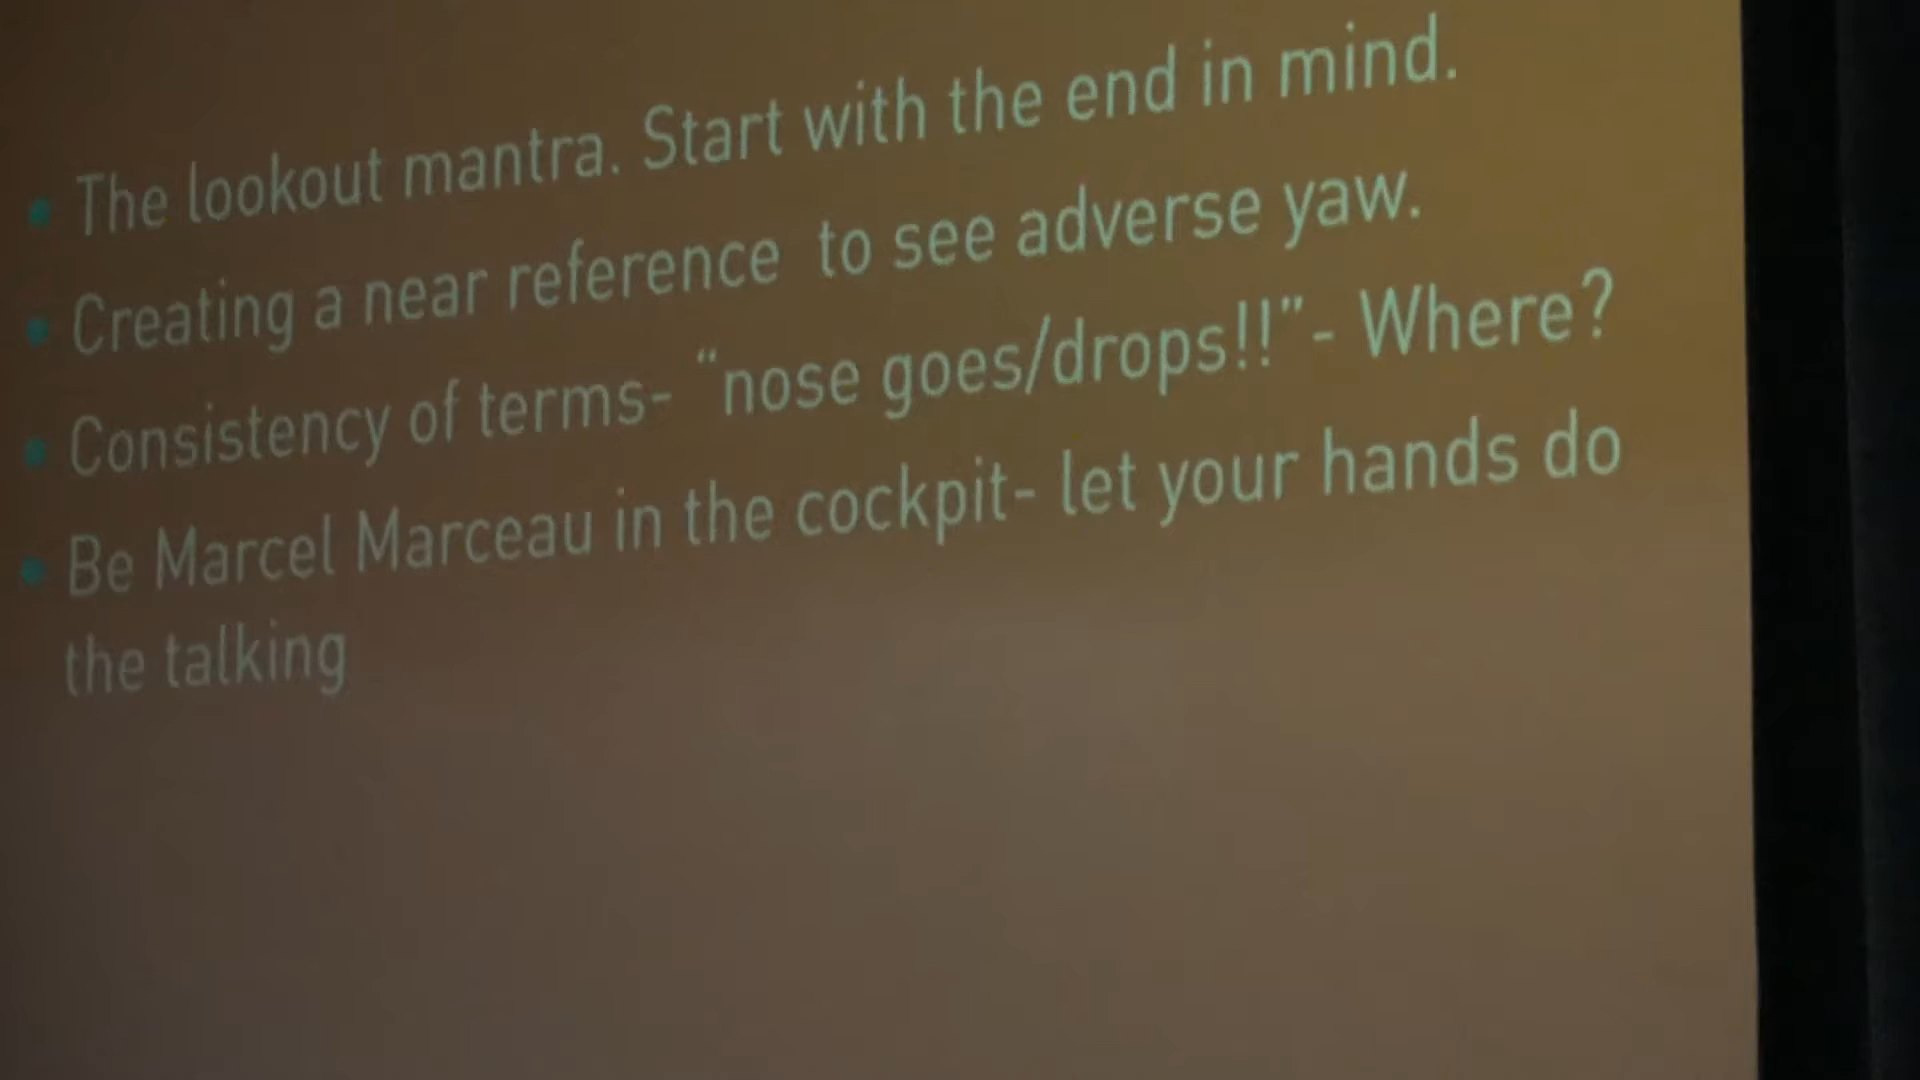 • The lookout mantra. Start with the end in mind.
• Creating a near reference to see adverse yaw.
• Consistency of terms- “nose goes/drops!!”- Where?
• Be Marcel Marceau in the cockpit- let your hands do
the talking